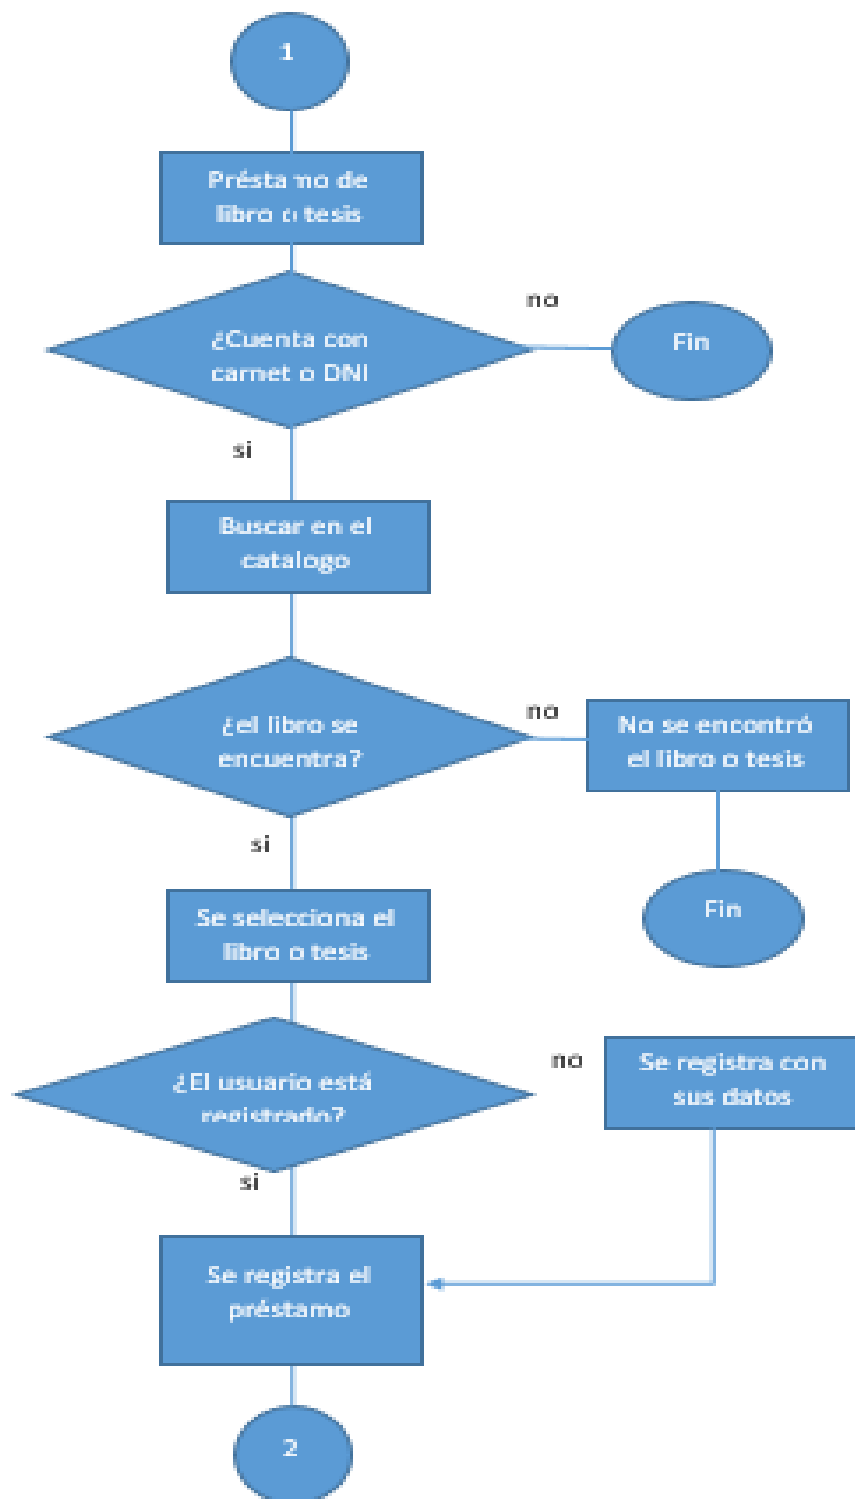 1
Préstamo de
libro o tesis
¿Cuenta con
carnet o DNI
no
Fin
si
Buscar en el
catalogo
¿el libro se
encuentra?
no
No se encontró
el libro o tesis
si
Fin
Se selecciona el
libro o tesis
¿El usuario está
registrado?
no
Se registra con
sus datos
si
Se registra el
préstamo
2